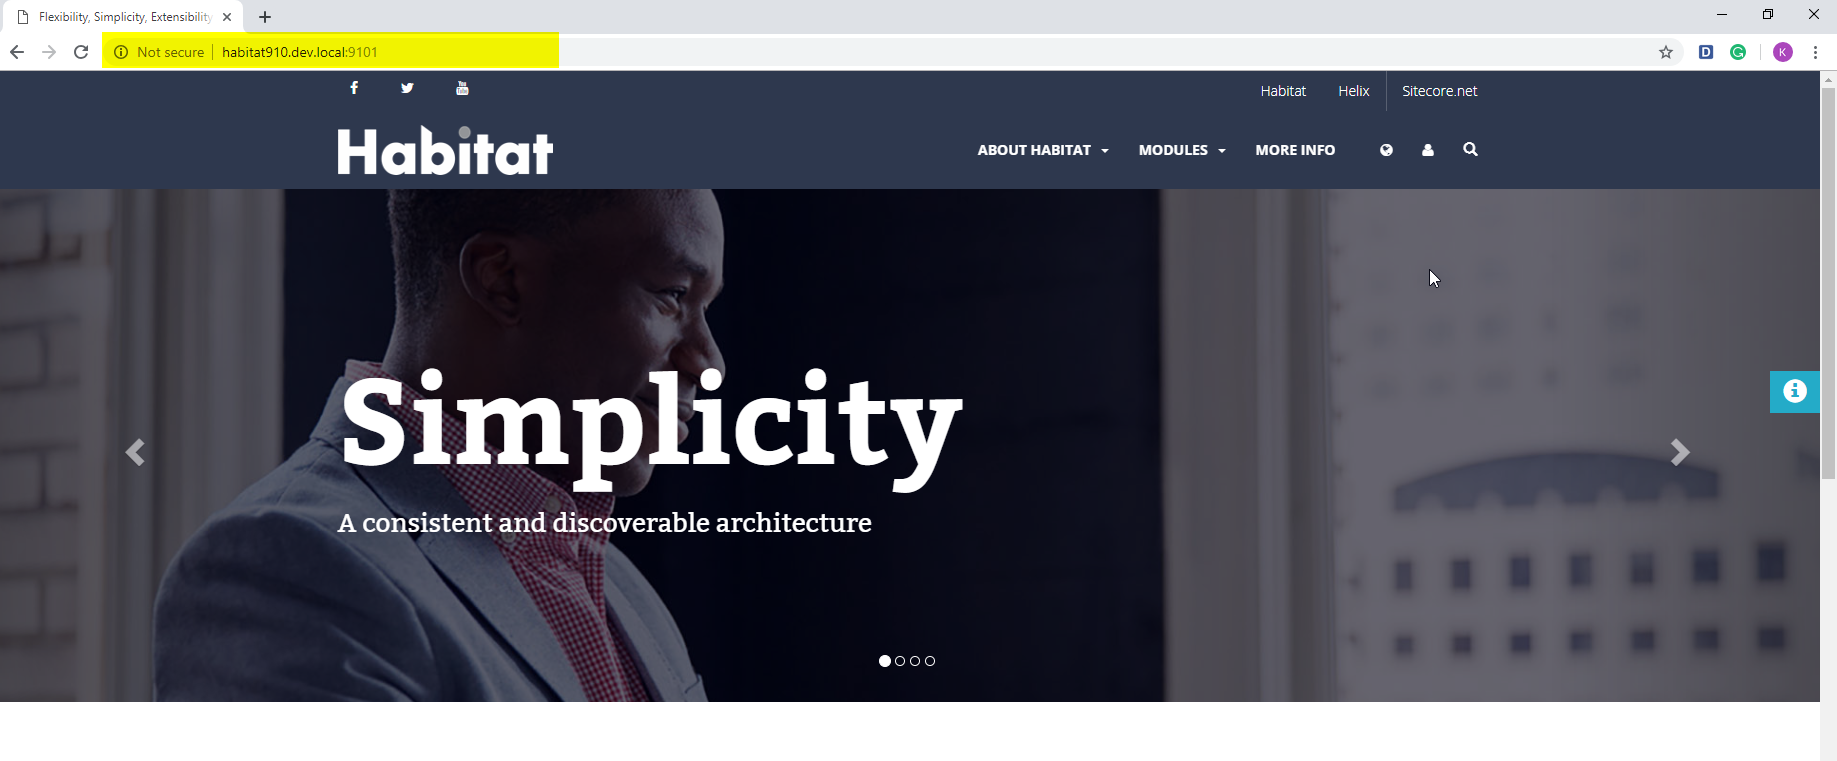 Flexibility, Simplicity, Extensibility
Not secure | habitat910.dev.local:9101
K
Habitat Helix Sitecore.net
Habitat
ABOUT HABITAT MODULES MORE INFO
Simplicity
A consistent and discoverable architecture